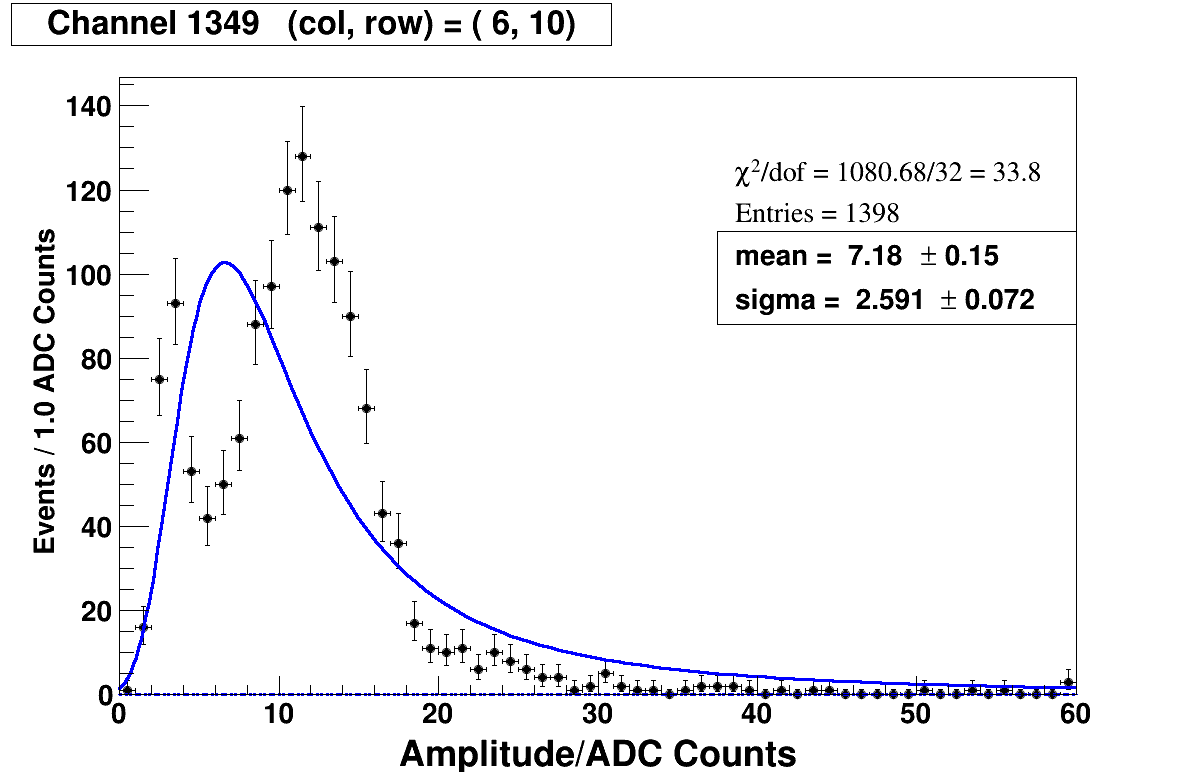 Channel 1349 (col, row) = ( 6, 10)
140
120
100
80
60
40
20
0
Events / 1.0 ADC Counts
χ²/dof = 1080.68/32 = 33.8
Entries = 1398
mean = 7.18 ± 0.15
sigma = 2.591 ± 0.072
0 10 20 30 40 50 60
Amplitude/ADC Counts